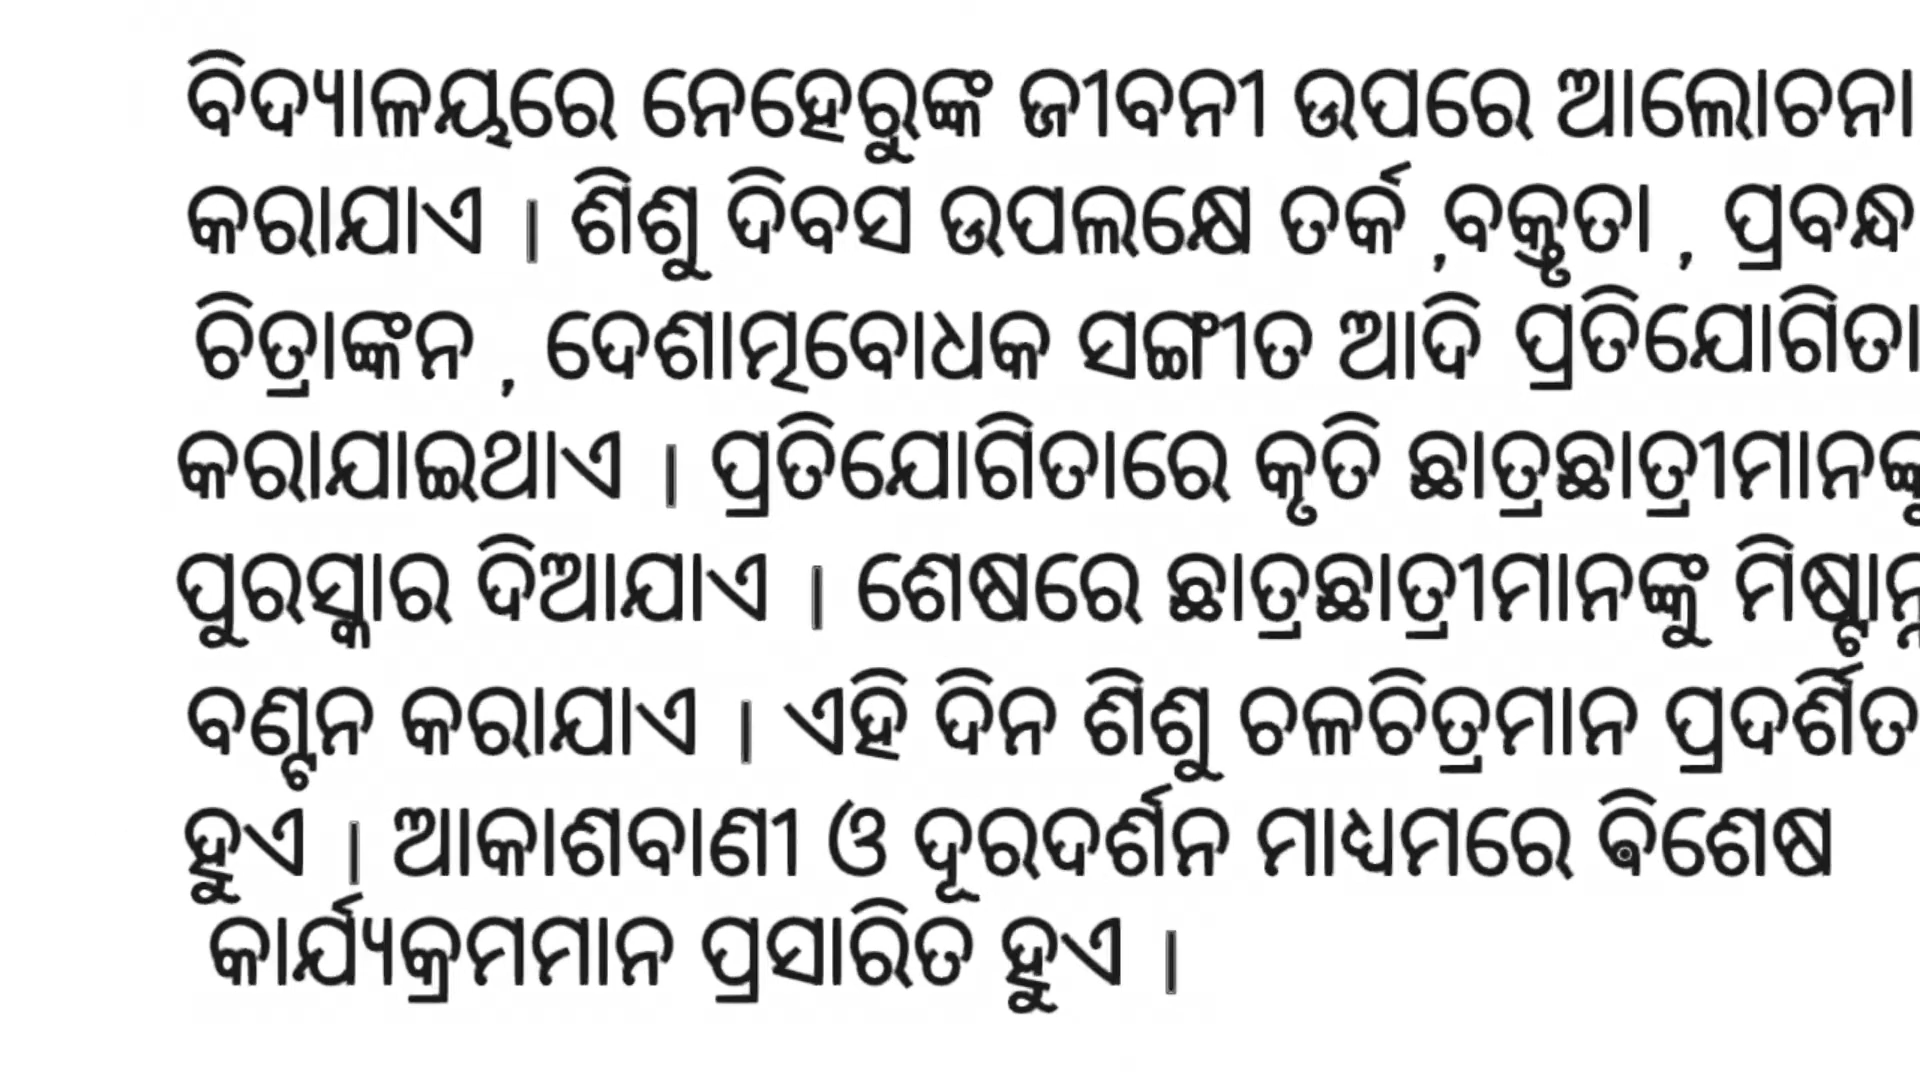 ବିଦ୍ୟାଳୟରେ ନେହେରୁଙ୍କ ଜୀବନୀ ଉପରେ ଆଲୋଚନା
କରାଯାଏ । ଶିଶୁ ଦିବସ ଉପଲକ୍ଷେ ତର୍କ ,ବକ୍ତୃତା , ପ୍ରବନ୍ଧ
ଚିତ୍ରାଙ୍କନ , ଦେଶାତ୍ମବୋଧକ ସଙ୍ଗୀତ ଆଦି ପ୍ରତିଯୋଗିତା
କରାଯାଇଥାଏ । ପ୍ରତିଯୋଗିତାରେ କୃତି ଛାତ୍ରଛାତ୍ରୀମାନଙ୍କୁ
ପୁରସ୍କାର ଦିଆଯାଏ । ଶେଷରେ ଛାତ୍ରଛାତ୍ରୀମାନଙ୍କୁ ମିଷ୍ଟାନ୍ନ
ବଣ୍ଟନ କରାଯାଏ । ଏହି ଦିନ ଶିଶୁ ଚଳଚିତ୍ରମାନ ପ୍ରଦର୍ଶିତ
ହୁଏ । ଆକାଶବାଣୀ ଓ ଦୂରଦର୍ଶନ ମାଧ୍ୟମରେ ବିଶେଷ
କାର୍ଯ୍ୟକ୍ରମମାନ ପ୍ରସାରିତ ହୁଏ ।